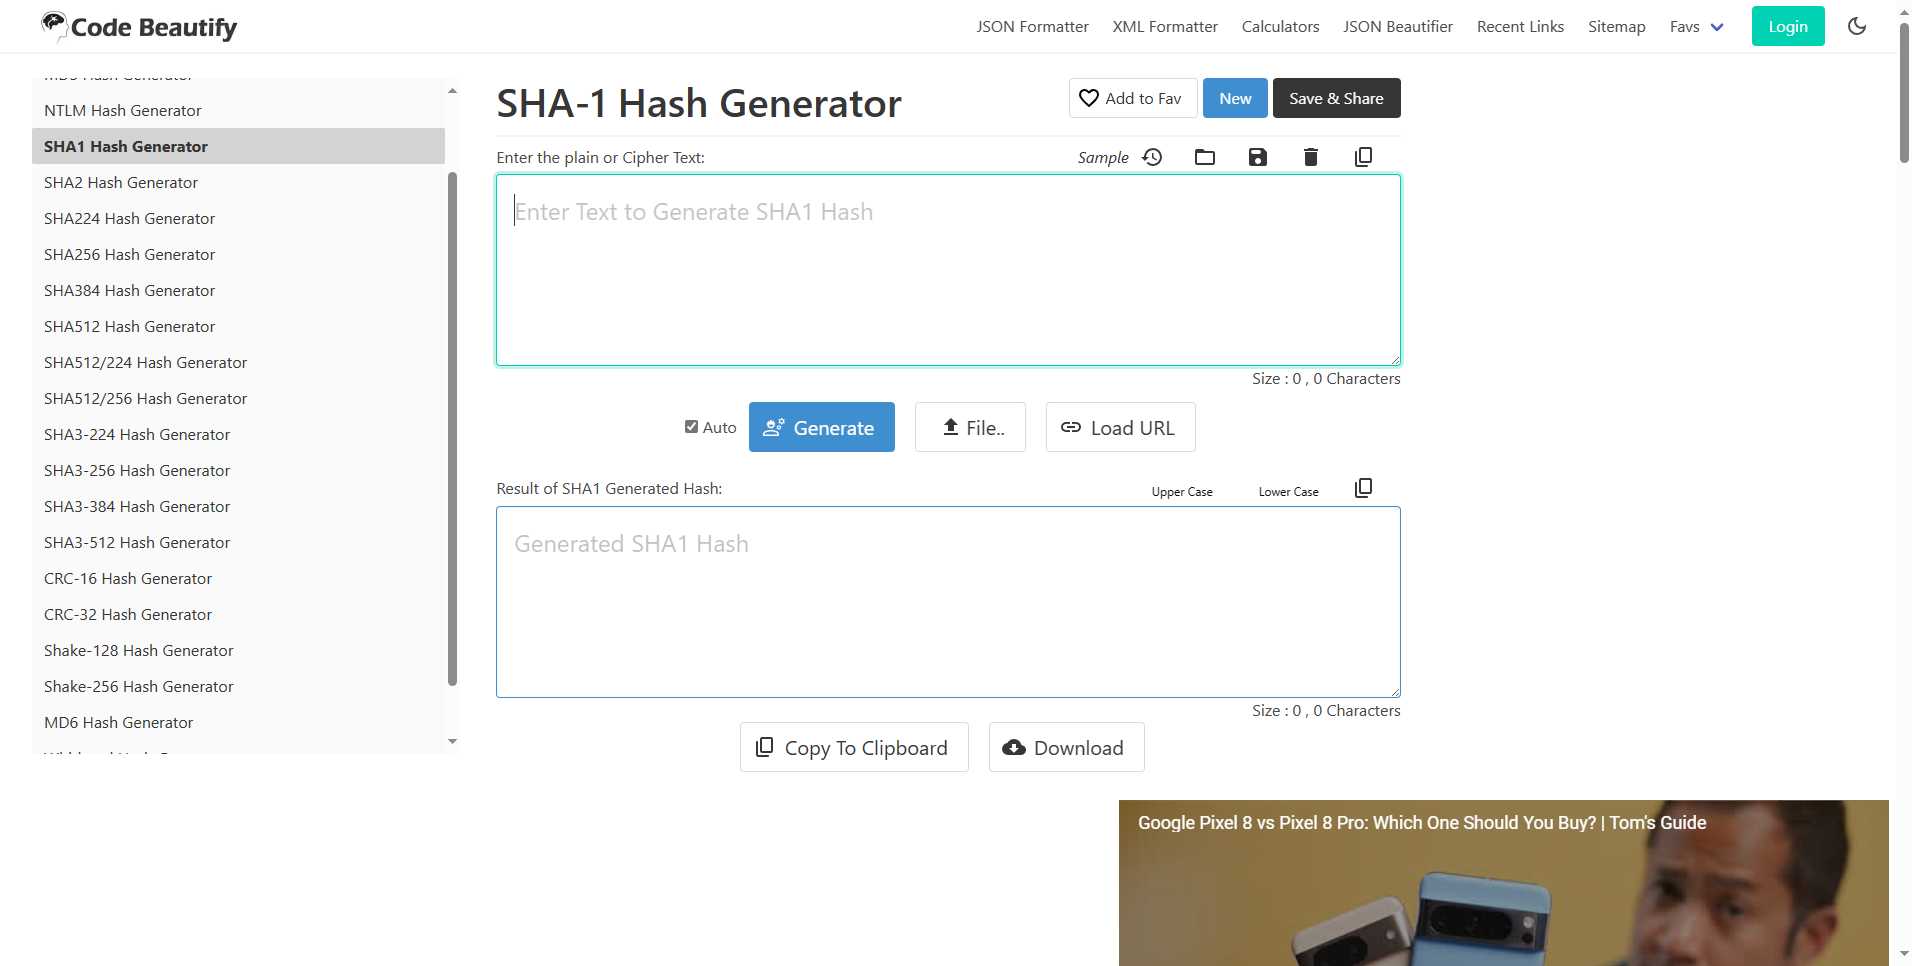 Code Beautify
JSON Formatter
XML Formatter
Calculators
JSON Beautifier
Recent Links
Sitemap
Favs
Login
NTLM Hash Generator
SHA1 Hash Generator
SHA2 Hash Generator
SHA224 Hash Generator
SHA256 Hash Generator
SHA384 Hash Generator
SHA512 Hash Generator
SHA512/224 Hash Generator
SHA512/256 Hash Generator
SHA3-224 Hash Generator
SHA3-256 Hash Generator
SHA3-384 Hash Generator
SHA3-512 Hash Generator
CRC-16 Hash Generator
CRC-32 Hash Generator
Shake-128 Hash Generator
Shake-256 Hash Generator
MD6 Hash Generator
SHA-1 Hash Generator
Add to Fav
New
Save & Share
Enter the plain or Cipher Text:
Sample
Enter Text to Generate SHA1 Hash
Size : 0 , 0 Characters
Auto
Generate
File..
Load URL
Result of SHA1 Generated Hash:
Upper Case
Lower Case
Generated SHA1 Hash
Size : 0 , 0 Characters
Copy To Clipboard
Download
Google Pixel 8 vs Pixel 8 Pro: Which One Should You Buy? | Tom's Guide